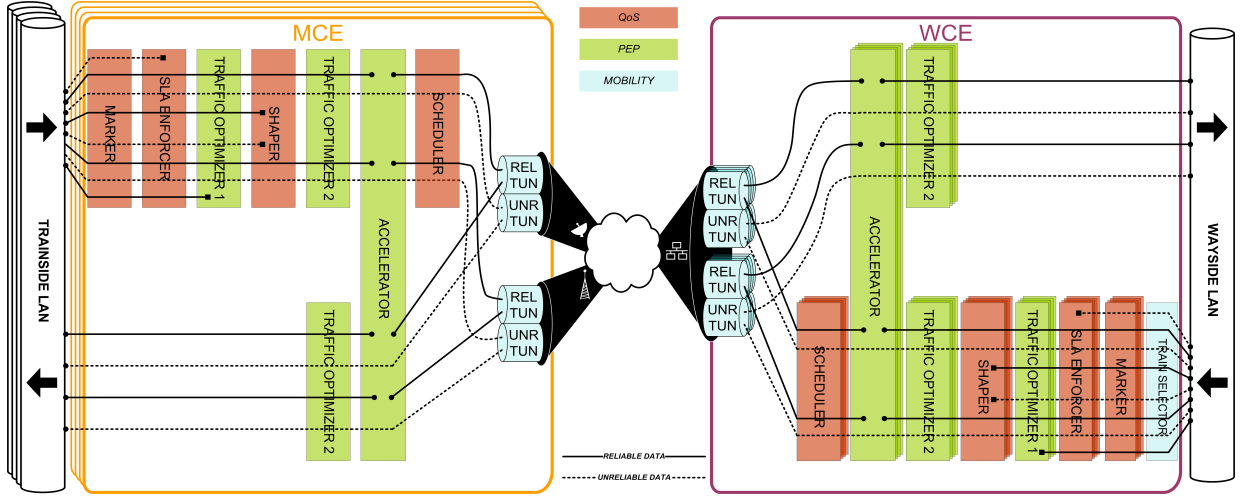 MCE
QoS
PEP
MOBILITY
WCE
TRAINSIDE LAN
MARKER
SLA ENFORCER
TRAFFIC OPTIMIZER 1
SHAPER
TRAFFIC OPTIMIZER 2
ACCELERATOR
SCHEDULER
TRAFFIC OPTIMIZER 2
REL
TUN
UNR
TUN
REL
TUN
UNR
TUN
REL
TUN
UNR
TUN
REL
TUN
UNR
TUN
ACCELERATOR
TRAFFIC OPTIMIZER 2
SCHEDULER
TRAFFIC OPTIMIZER 2
SHAPER
TRAFFIC OPTIMIZER 1
SLA ENFORCER
MARKER
TRAIN SELECTOR
WAYSIDE LAN
RELIABLE DATA
UNRELIABLE DATA